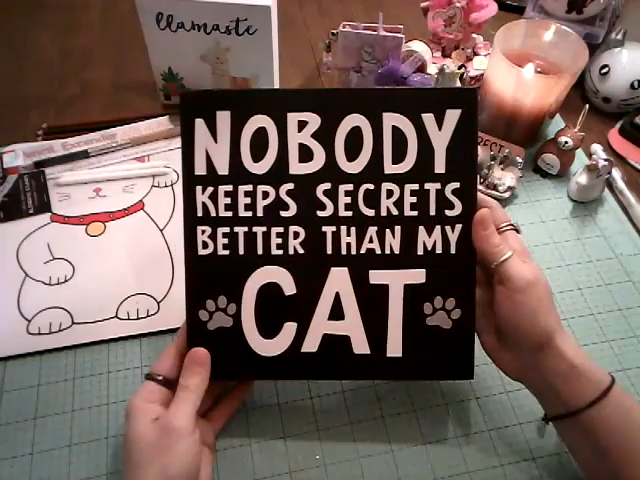 llamaste
NOBODY
KEEPS SECRETS
BETTER THAN MY
CAT